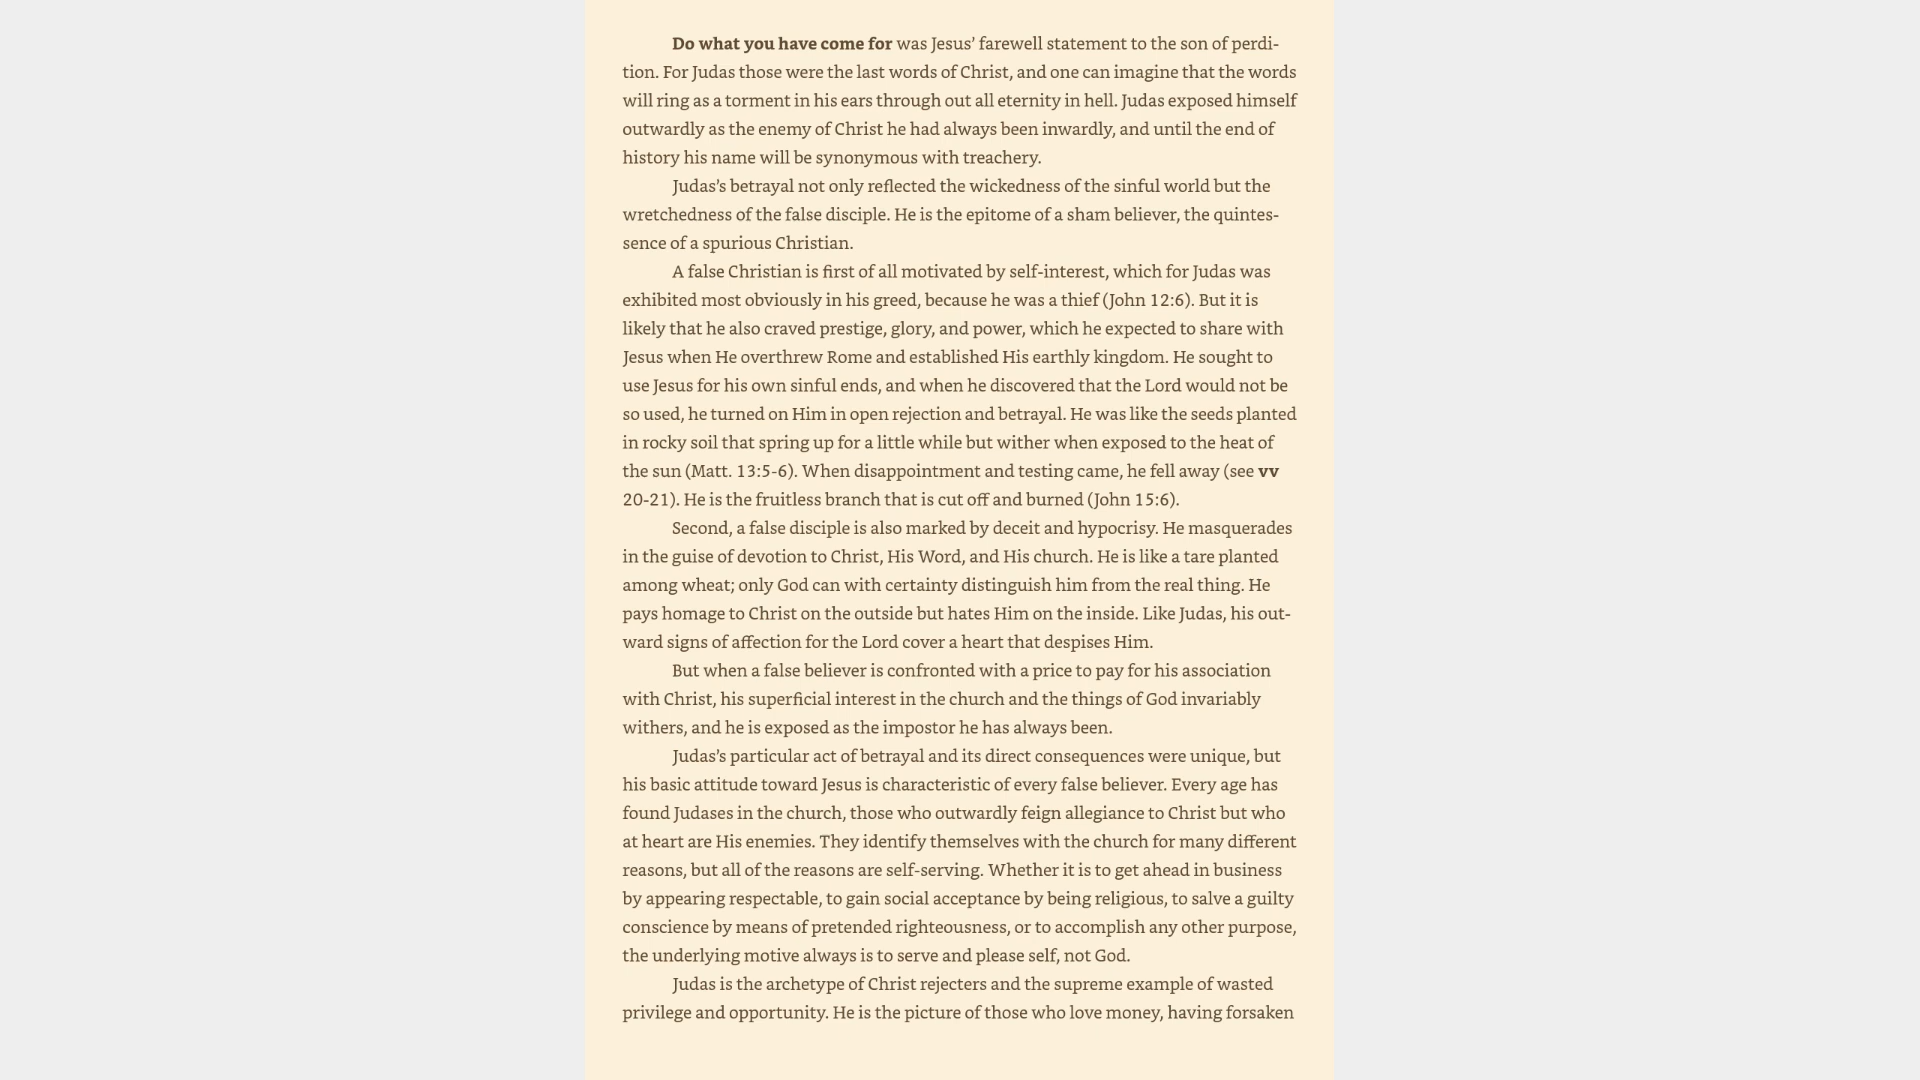 Do what you have come for was Jesus’ farewell statement to the son of perdi-
tion. For Judas those were the last words of Christ, and one can imagine that the words
will ring as a torment in his ears through out all eternity in hell. Judas exposed himself
outwardly as the enemy of Christ he had always been inwardly, and until the end of
history his name will be synonymous with treachery.
Judas’s betrayal not only reflected the wickedness of the sinful world but the
wretchedness of the false disciple. He is the epitome of a sham believer, the quintes-
sence of a spurious Christian.
A false Christian is first of all motivated by self-interest, which for Judas was
exhibited most obviously in his greed, because he was a thief (John 12:6). But it is
likely that he also craved prestige, glory, and power, which he expected to share with
Jesus when He overthrew Rome and established His earthly kingdom. He sought to
use Jesus for his own sinful ends, and when he discovered that the Lord would not be
so used, he turned on Him in open rejection and betrayal. He was like the seeds planted
in rocky soil that spring up for a little while but wither when exposed to the heat of
the sun (Matt. 13:5-6). When disappointment and testing came, he fell away (see vv
20-21). He is the fruitless branch that is cut off and burned (John 15:6).
Second, a false disciple is also marked by deceit and hypocrisy. He masquerades
in the guise of devotion to Christ, His Word, and His church. He is like a tare planted
among wheat; only God can with certainty distinguish him from the real thing. He
pays homage to Christ on the outside but hates Him on the inside. Like Judas, his out-
ward signs of affection for the Lord cover a heart that despises Him.
But when a false believer is confronted with a price to pay for his association
with Christ, his superficial interest in the church and the things of God invariably
withers, and he is exposed as the impostor he has always been.
Judas’s particular act of betrayal and its direct consequences were unique, but
his basic attitude toward Jesus is characteristic of every false believer. Every age has
found Judases in the church, those who outwardly feign allegiance to Christ but who
at heart are His enemies. They identify themselves with the church for many different
reasons, but all of the reasons are self-serving. Whether it is to get ahead in business
by appearing respectable, to gain social acceptance by being religious, to salve a guilty
conscience by means of pretended righteousness, or to accomplish any other purpose,
the underlying motive always is to serve and please self, not God.
Judas is the archetype of Christ rejecters and the supreme example of wasted
privilege and opportunity. He is the picture of those who love money, having forsaken